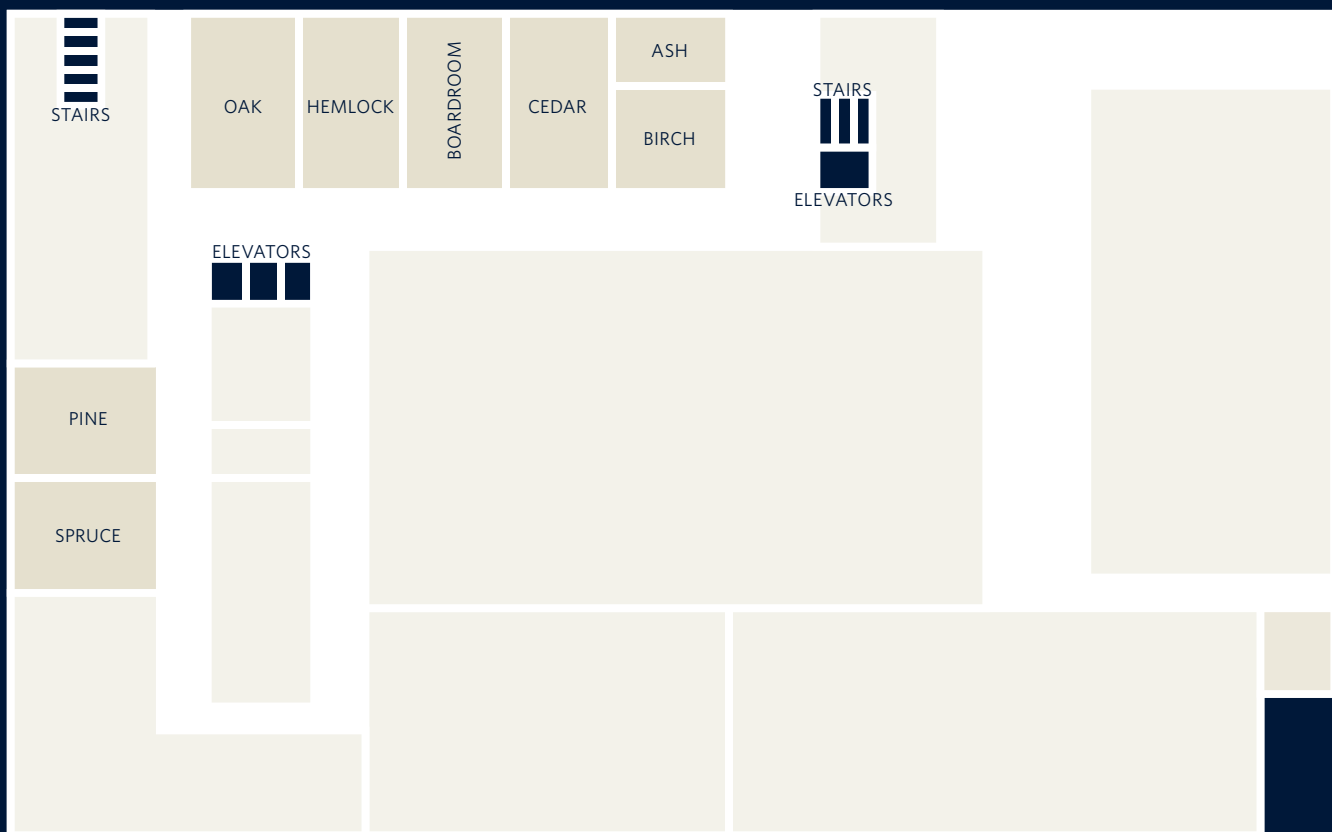 STAIRS
OAK
HEMLOCK
BOARDROOM
CEDAR
ASH
BIRCH
STAIRS
ELEVATORS
ELEVATORS
PINE
SPRUCE